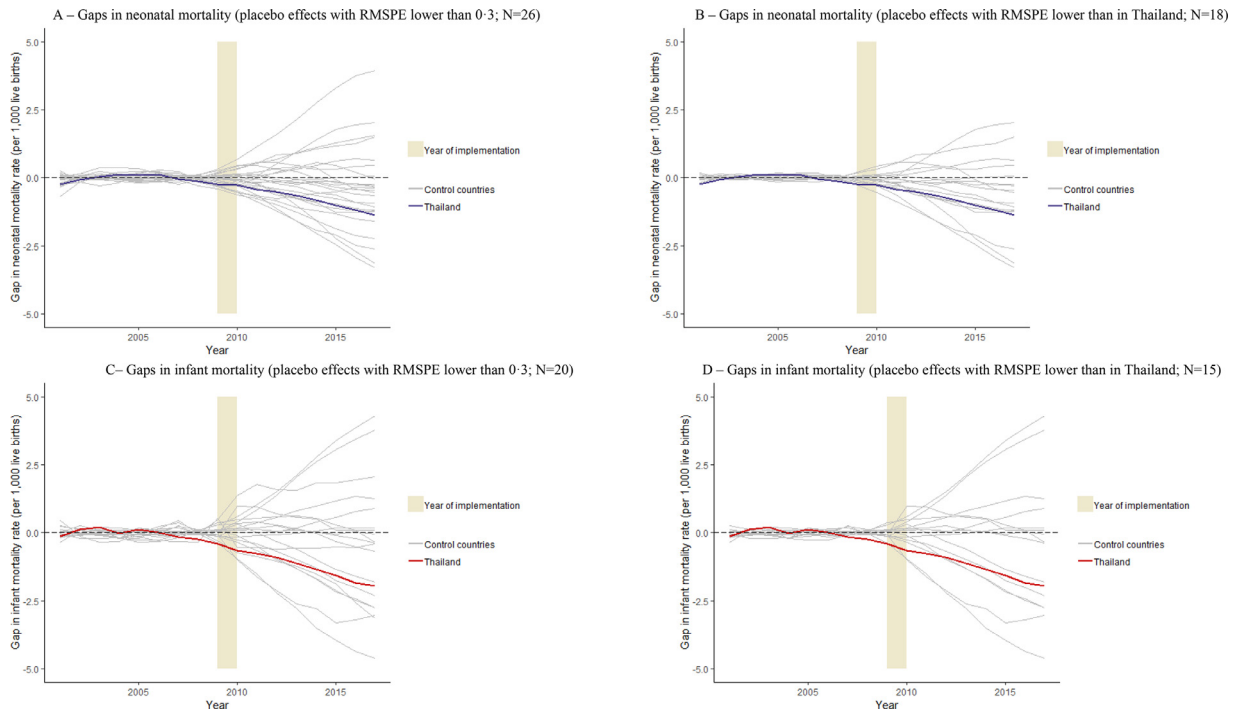 A – Gaps in neonatal mortality (placebo effects with RMSPE lower than 0·3; N=26)
5.0
2.5
0.0
-2.5
-5.0
Gap in neonatal mortality rate (per 1,000 live births)
2005
2010
2015
Year
Year of implementation
Control countries
Thailand
B – Gaps in neonatal mortality (placebo effects with RMSPE lower than in Thailand; N=18)
5.0
2.5
0.0
-2.5
-5.0
Gap in neonatal mortality rate (per 1,000 live births)
2005
2010
2015
Year
Year of implementation
Control countries
Thailand
C– Gaps in infant mortality (placebo effects with RMSPE lower than 0·3; N=20)
5.0
2.5
0.0
-2.5
-5.0
Gap in infant mortality rate (per 1,000 live births)
2005
2010
2015
Year
Year of implementation
Control countries
Thailand
D – Gaps in infant mortality (placebo effects with RMSPE lower than in Thailand; N=15)
5.0
2.5
0.0
-2.5
-5.0
Gap in infant mortality rate (per 1,000 live births)
2005
2010
2015
Year
Year of implementation
Control countries
Thailand